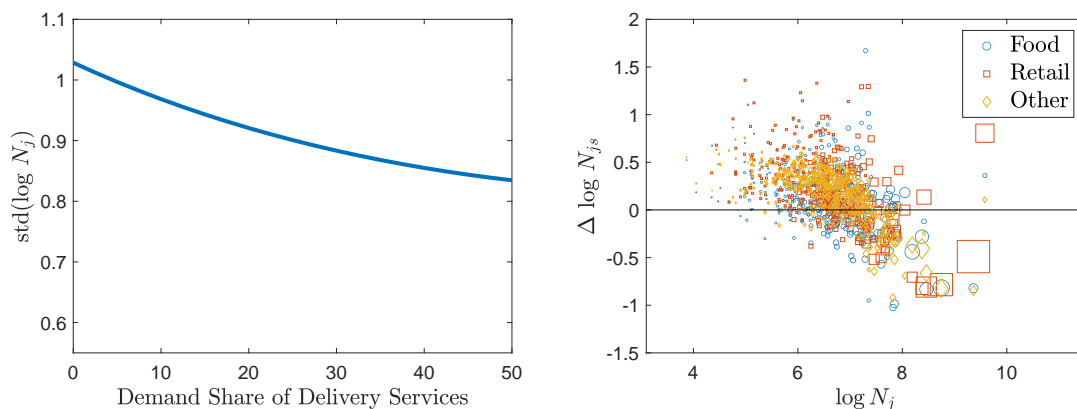 1.1
1
0.9
0.8
0.7
0.6
std(log N_j)
0 10 20 30 40 50
Demand Share of Delivery Services
2
1.5
1
0.5
0
-0.5
-1
-1.5
Δ log N_js
4 6 8 10
log N_j
Food
Retail
Other